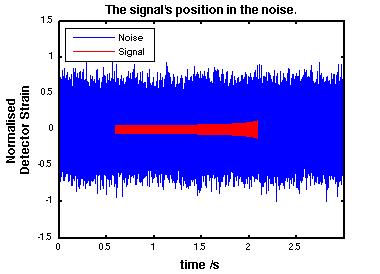 The signal's position in the noise.
1.5
Noise
Signal
1
0.5
0
-0.5
-1
-1.5
Normalised
Detector Strain
0 0.5 1 1.5 2 2.5
time /s